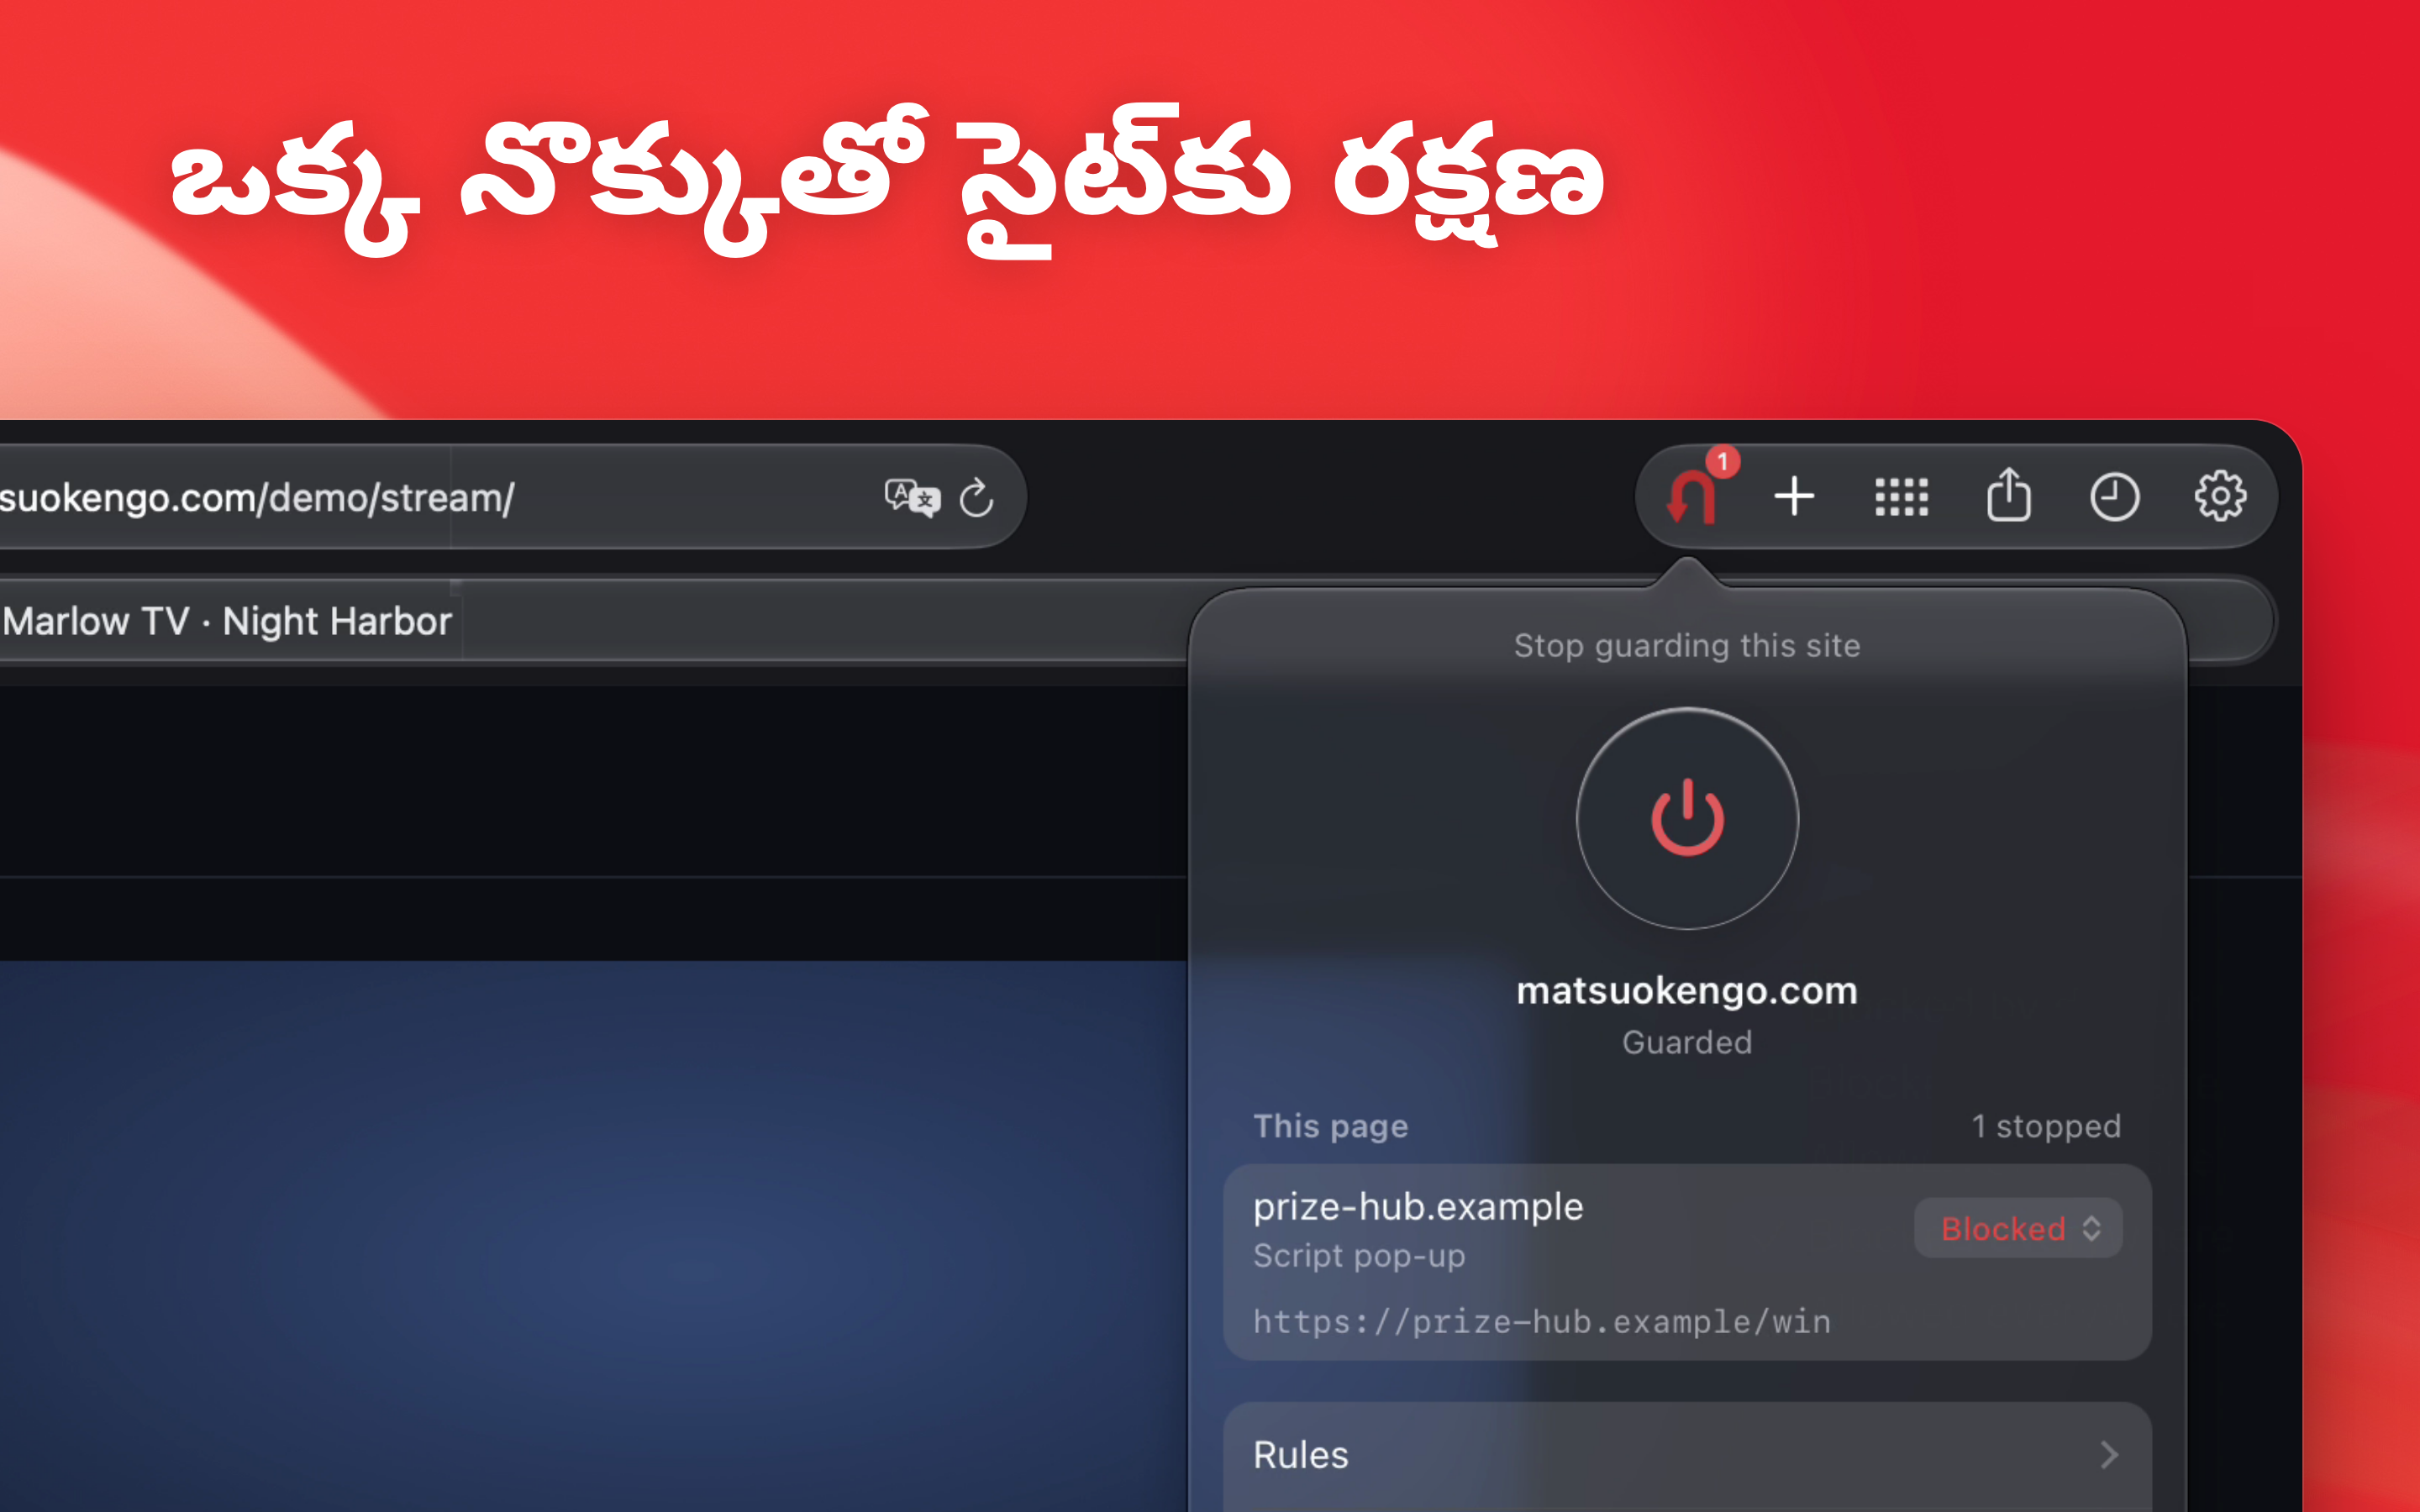 ఒక్క నొక్కుతో సైట్‌కు రక్షణ
suokengo.com/demo/stream/
1
Marlow TV · Night Harbor
Stop guarding this site
matsuokengo.com
Guarded
This page
1 stopped
prize-hub.example
Blocked
Script pop-up
https://prize-hub.example/win
Rules